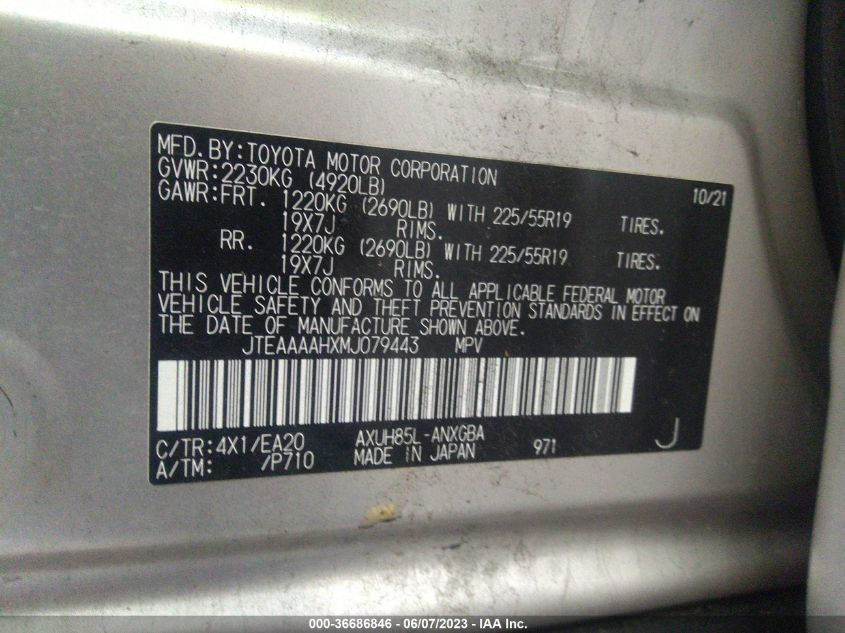 MFD.BY:TOYOTA MOTOR CORPORATION 10/21
GVWR:2230KG (4920LB)
GAWR:FRT. 1220KG (2690LB) WITH 225/55R19 TIRES.
19X7J RIMS.
RR. 1220KG (2690LB) WITH 225/55R19 TIRES.
19X7J RIMS.
THIS VEHICLE CONFORMS TO ALL APPLICABLE FEDERAL MOTOR
VEHICLE SAFETY AND THEFT PREVENTION STANDARDS IN EFFECT ON
THE DATE OF MANUFACTURE SHOWN ABOVE.
JTEAAAAHXMJ079443 MPV
C/TR:4X1/EA20 AXUH85L-ANXGBA
A/TM: /P710 MADE IN JAPAN 971 J
000-36686846 - 06/07/2023 - IAA Inc.